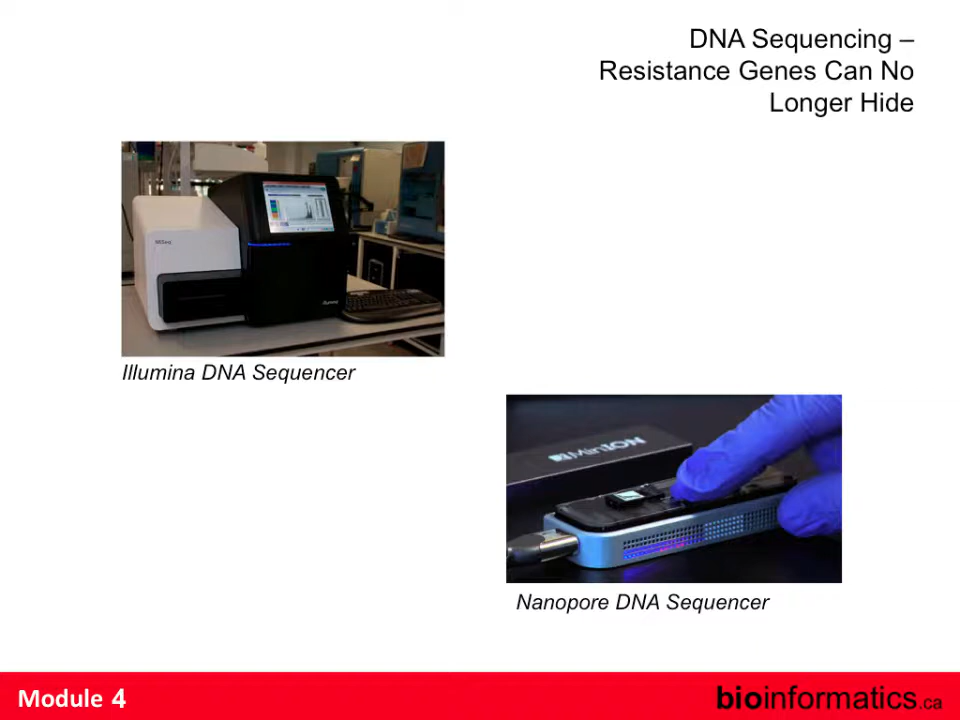 DNA Sequencing –
Resistance Genes Can No
Longer Hide
MiSeq
Illumina DNA Sequencer
MinION
Nanopore DNA Sequencer
Module 4
bioinformatics.ca